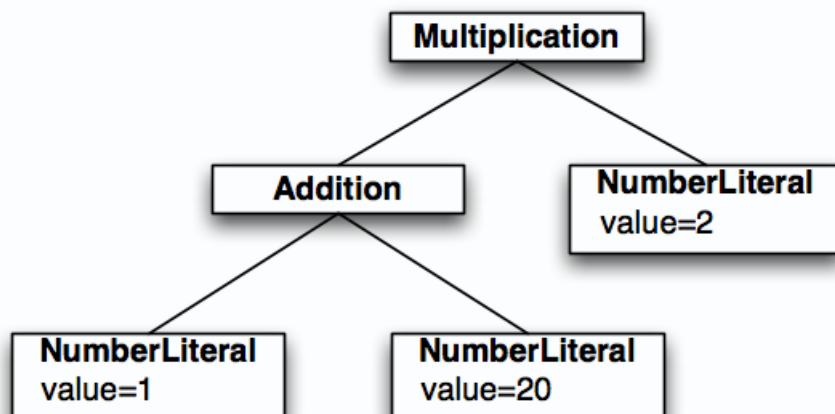 Multiplication
Addition
NumberLiteral
value=2
NumberLiteral
value=1
NumberLiteral
value=20